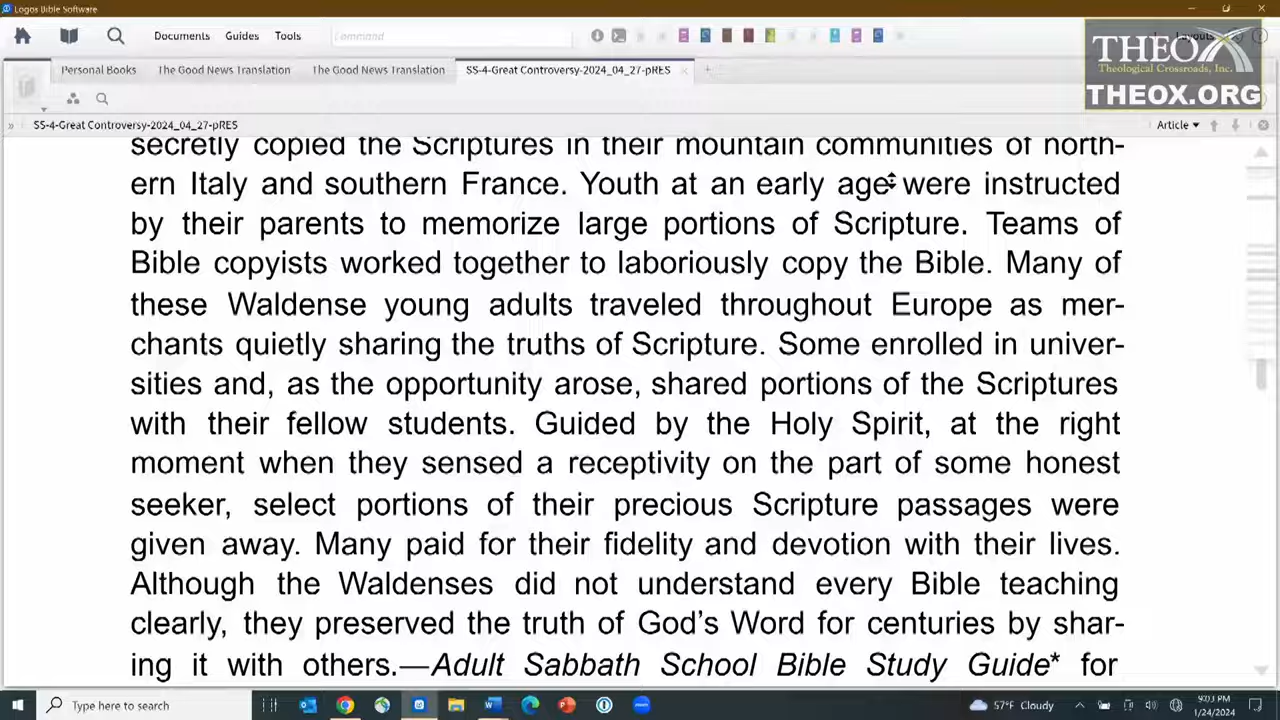 Logos Bible Software
Documents Guides Tools Command
THEOX
Theological Crossroads, Inc.
THEOX.ORG
Personal Books The Good News Translation The Good News Transla SS-4-Great Controversy-2024_04_27-pRES
SS-4-Great Controversy-2024_04_27-pRES Article
secretly copied the Scriptures in their mountain communities of north-
ern Italy and southern France. Youth at an early age were instructed
by their parents to memorize large portions of Scripture. Teams of
Bible copyists worked together to laboriously copy the Bible. Many of
these Waldense young adults traveled throughout Europe as mer-
chants quietly sharing the truths of Scripture. Some enrolled in univer-
sities and, as the opportunity arose, shared portions of the Scriptures
with their fellow students. Guided by the Holy Spirit, at the right
moment when they sensed a receptivity on the part of some honest
seeker, select portions of their precious Scripture passages were
given away. Many paid for their fidelity and devotion with their lives.
Although the Waldenses did not understand every Bible teaching
clearly, they preserved the truth of God's Word for centuries by shar-
ing it with others.—Adult Sabbath School Bible Study Guide* for
Type here to search 57°F Cloudy 9:03 PM
1/24/2024